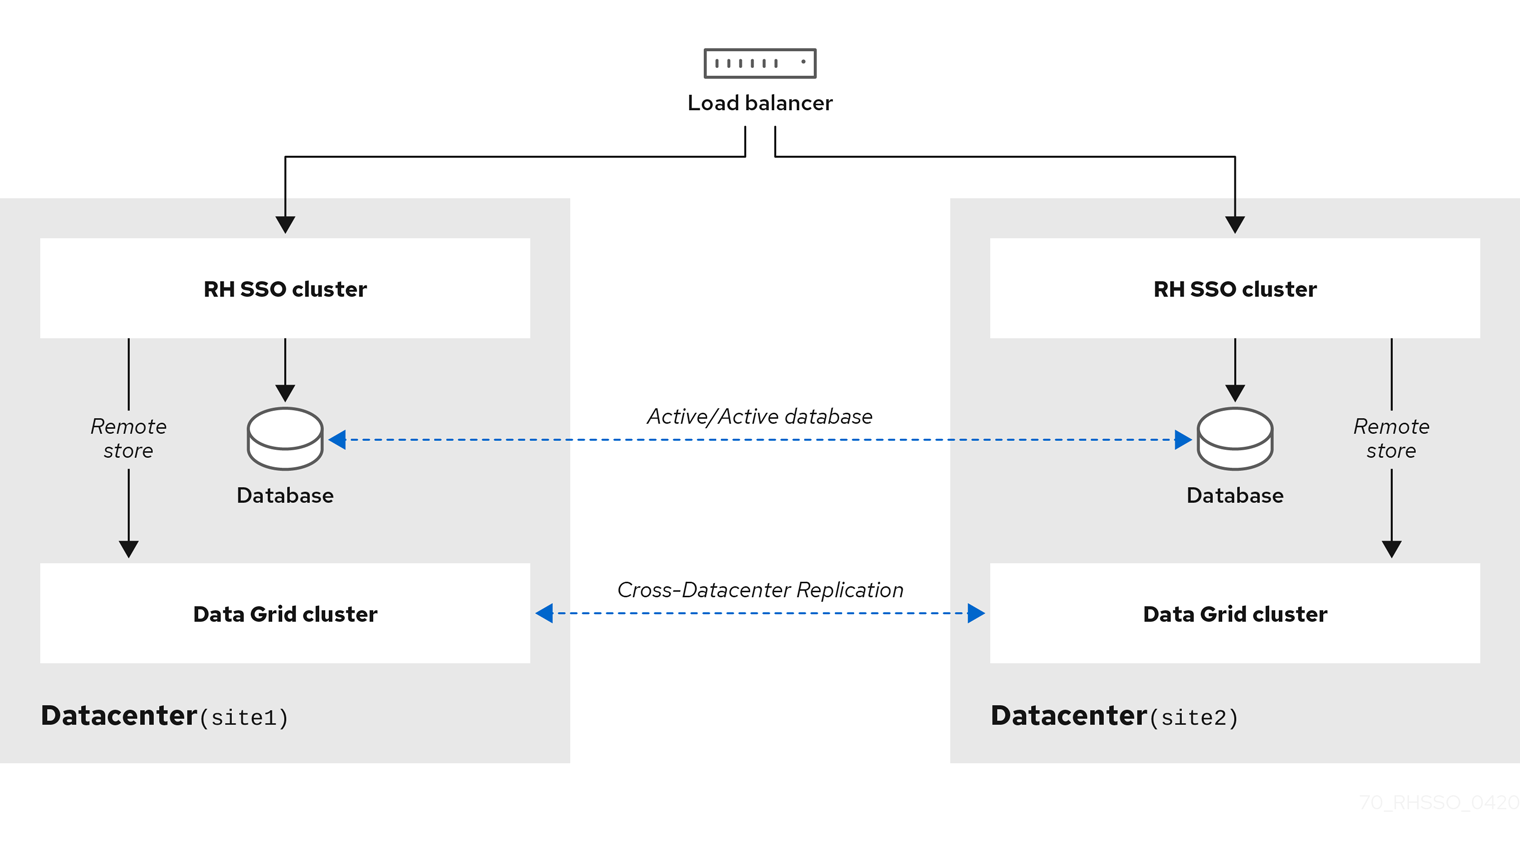 Load balancer
RH SSO cluster
RH SSO cluster
Remote
store
Database
Active/Active database
Database
Remote
store
Cross-Datacenter Replication
Data Grid cluster
Data Grid cluster
Datacenter(site1)
Datacenter(site2)
70_RHSSO_0420